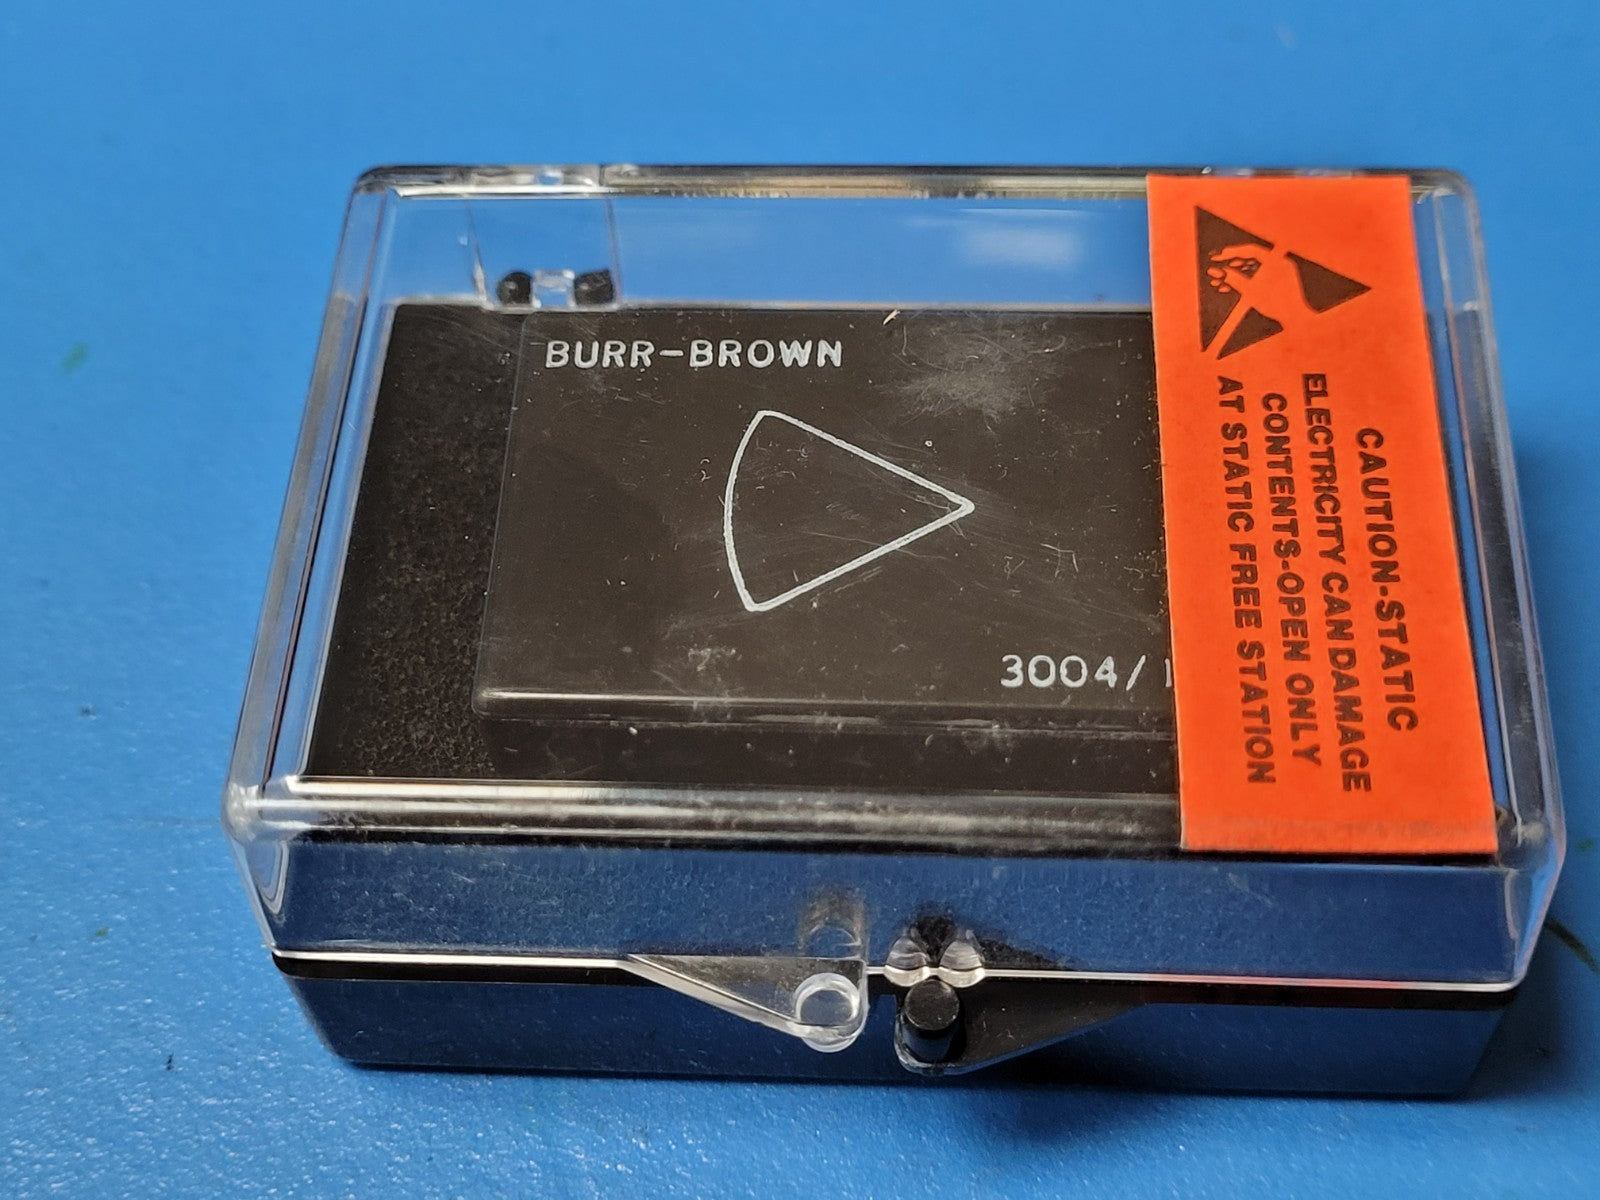 BURR-BROWN
3004/
CAUTION-STATIC
ELECTRICITY CAN DAMAGE
CONTENTS-OPEN ONLY
AT STATIC FREE STATION